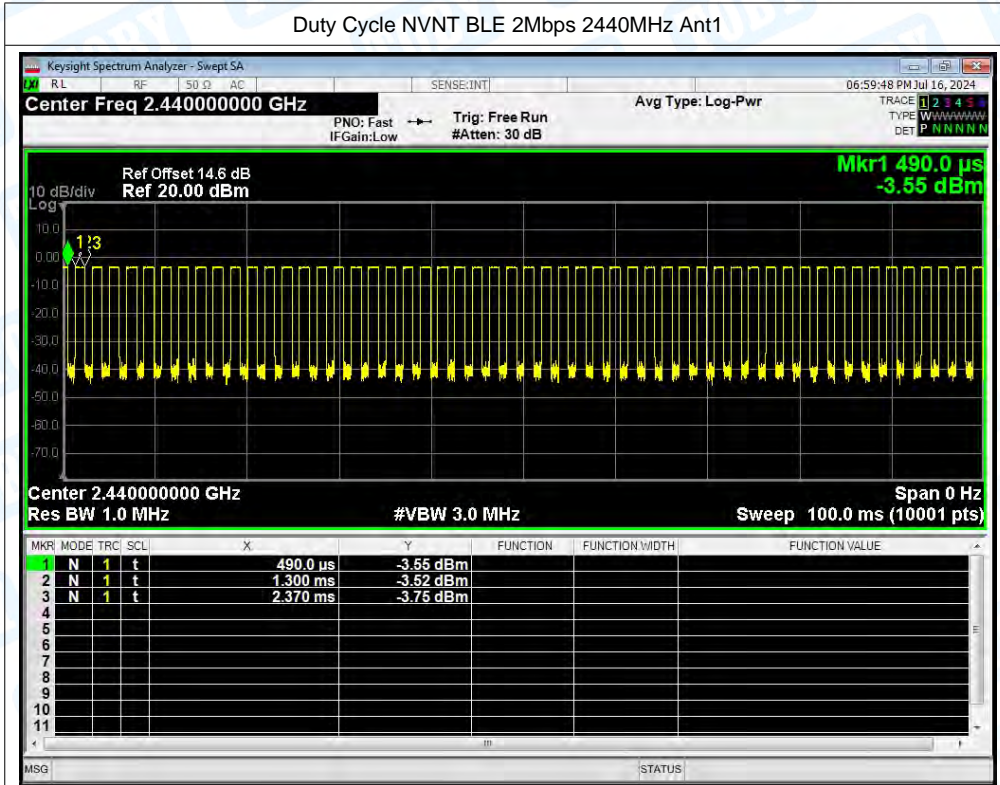 Duty Cycle NVNT BLE 2Mbps 2440MHz Ant1
Keysight Spectrum Analyzer - Swept SA
LXI RL RF 50 Ω AC SENSE:INT 06:59:48 PM Jul 16, 2024
Center Freq 2.440000000 GHz
PNO: Fast
IFGain:Low
Trig: Free Run
#Atten: 30 dB
Avg Type: Log-Pwr
TRACE 1 2 3 4 5 6
TYPE WWWWWW
DET P N N N N N
Ref Offset 14.6 dB
10 dB/div Ref 20.00 dBm
Log
Mkr1 490.0 µs
-3.55 dBm
10.0
0.00
-10.0
-20.0
-30.0
-40.0
-50.0
-60.0
-70.0
1 3
Center 2.440000000 GHz Span 0 Hz
Res BW 1.0 MHz #VBW 3.0 MHz Sweep 100.0 ms (10001 pts)
MKR MODE TRC SCL X Y FUNCTION FUNCTION WIDTH FUNCTION VALUE
1 N 1 t 490.0 µs -3.55 dBm
2 N 1 t 1.300 ms -3.52 dBm
3 N 1 t 2.370 ms -3.75 dBm
4
5
6
7
8
9
10
11
MSG STATUS